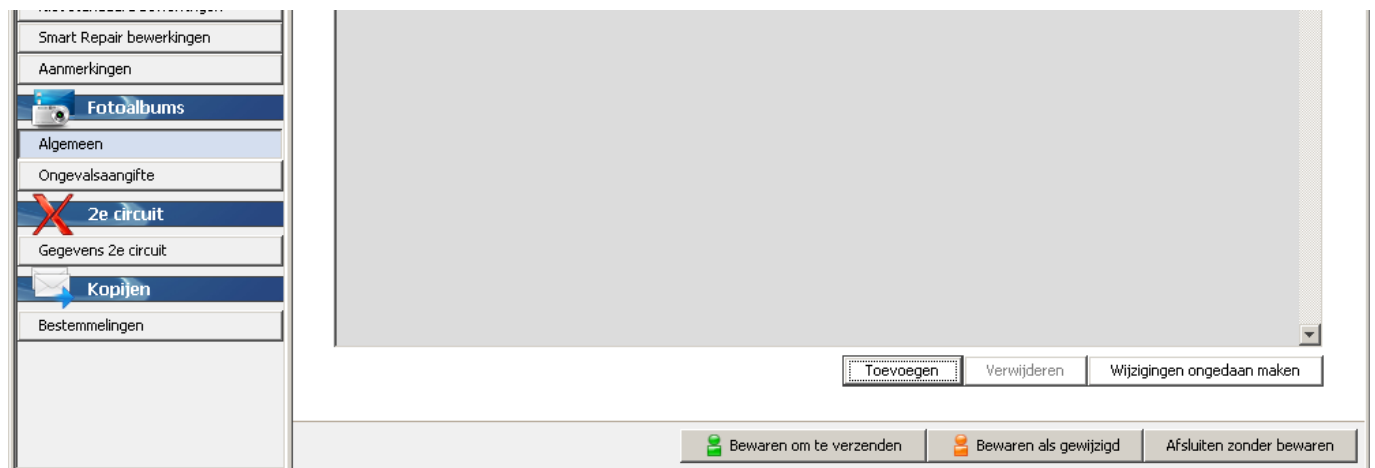 Smart Repair bewerkingen
Aanmerkingen
Fotoalbums
Algemeen
Ongevalsaangifte
2e circuit
Gegevens 2e circuit
Kopijen
Bestemmelingen
Toevoegen Verwijderen Wijzigingen ongedaan maken
Bewaren om te verzenden Bewaren als gewijzigd Afsluiten zonder bewaren